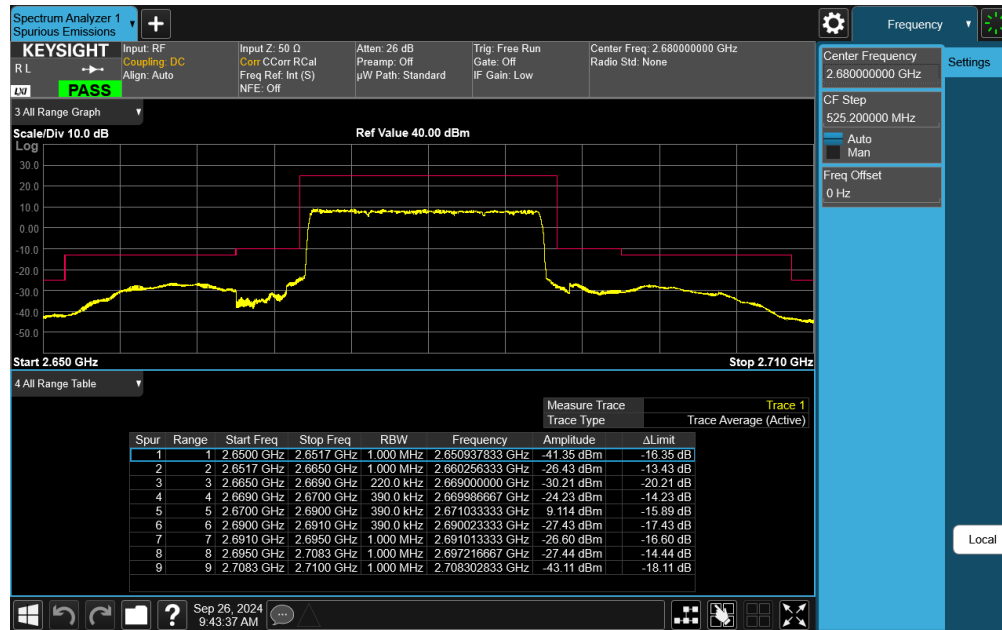 Spectrum Analyzer 1
Spurious Emissions
Frequency
KEYSIGHT
R L
LXI
PASS
Input: RF
Coupling: DC
Align: Auto
Input Z: 50 Ω
Corr CCorr RCal
Freq Ref: Int (S)
NFE: Off
Atten: 26 dB
Preamp: Off
µW Path: Standard
Trig: Free Run
Gate: Off
IF Gain: Low
Center Freq: 2.680000000 GHz
Radio Std: None
Center Frequency
2.680000000 GHz
CF Step
525.200000 MHz
Auto
Man
Freq Offset
0 Hz
Settings
Local
3 All Range Graph
Scale/Div 10.0 dB
Ref Value 40.00 dBm
Log
30.0
20.0
10.0
0.00
-10.0
-20.0
-30.0
-40.0
-50.0
Start 2.650 GHz
Stop 2.710 GHz
4 All Range Table
Measure Trace Trace 1
Trace Type Trace Average (Active)
Spur Range Start Freq Stop Freq RBW Frequency Amplitude ΔLimit
1 1 2.6500 GHz 2.6517 GHz 1.000 MHz 2.650937833 GHz -41.35 dBm -16.35 dB
2 2 2.6517 GHz 2.6650 GHz 1.000 MHz 2.660256333 GHz -26.43 dBm -13.43 dB
3 3 2.6650 GHz 2.6690 GHz 220.0 kHz 2.669000000 GHz -30.21 dBm -20.21 dB
4 4 2.6690 GHz 2.6700 GHz 390.0 kHz 2.669986667 GHz -24.23 dBm -14.23 dB
5 5 2.6700 GHz 2.6900 GHz 390.0 kHz 2.671033333 GHz 9.114 dBm -15.89 dB
6 6 2.6900 GHz 2.6910 GHz 390.0 kHz 2.690023333 GHz -27.43 dBm -17.43 dB
7 7 2.6910 GHz 2.6950 GHz 1.000 MHz 2.691013333 GHz -26.60 dBm -16.60 dB
8 8 2.6950 GHz 2.7083 GHz 1.000 MHz 2.697216667 GHz -27.44 dBm -14.44 dB
9 9 2.7083 GHz 2.7100 GHz 1.000 MHz 2.708302833 GHz -43.11 dBm -18.11 dB
?
Sep 26, 2024
9:43:37 AM